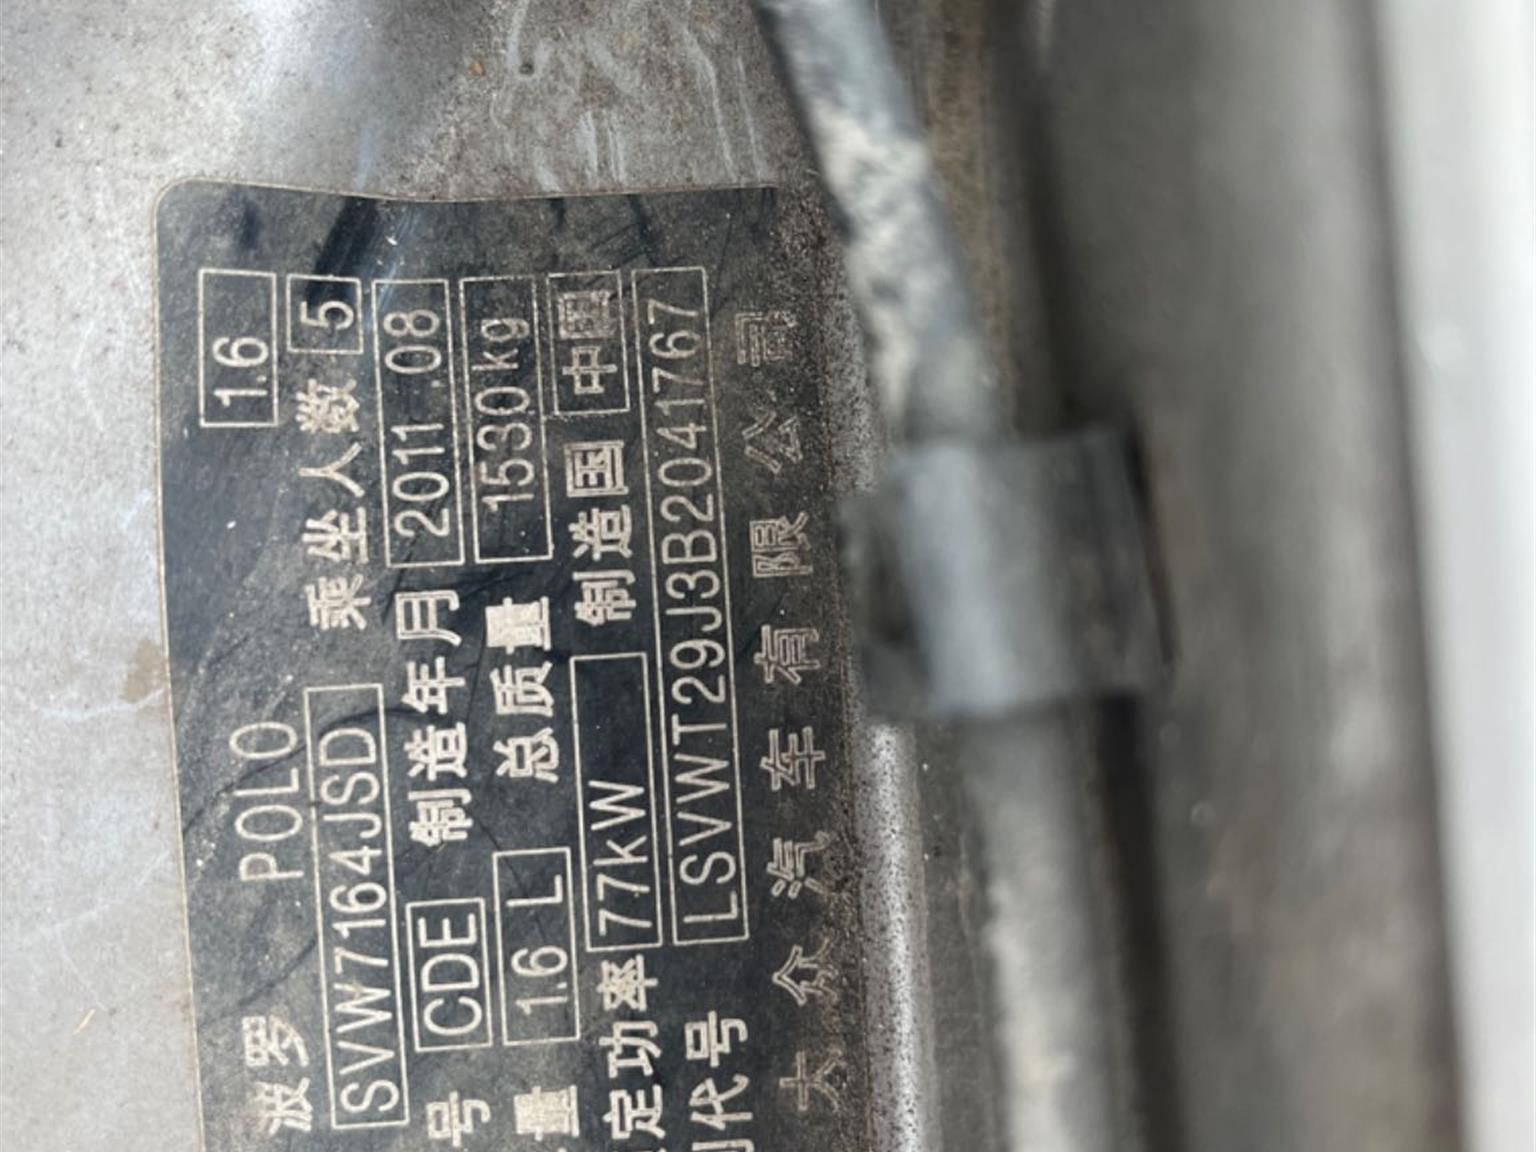 波罗 POLO 1.6
SVW7164JSD 乘坐人数 5
号 CDE 制造年月 2011.08
量 1.6 L 总质量 1530kg
定功率 77kW 制造国 中国
代号 LSVWT29J3B2041767
大众汽车有限公司